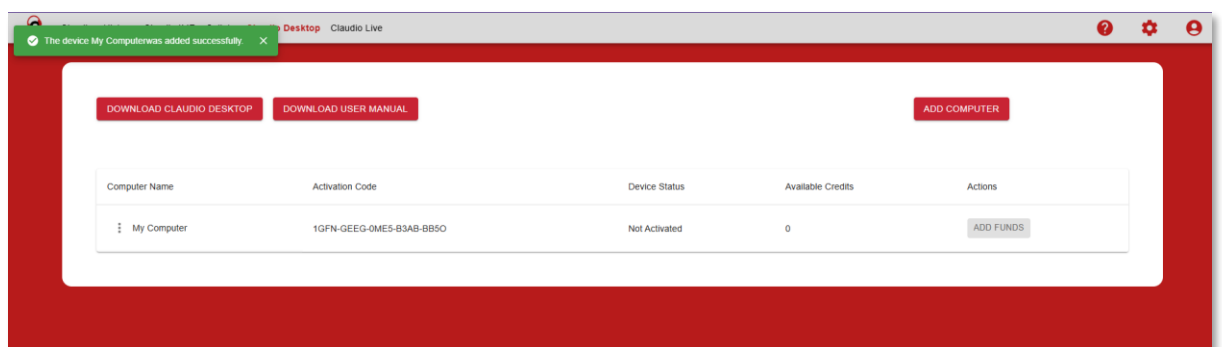 Desktop Claudio Live
The device My Computerwas added successfully.
DOWNLOAD CLAUDIO DESKTOP DOWNLOAD USER MANUAL ADD COMPUTER
Computer Name Activation Code Device Status Available Credits Actions
My Computer 1GFN-GEEG-0ME5-B3AB-BB5O Not Activated 0 ADD FUNDS